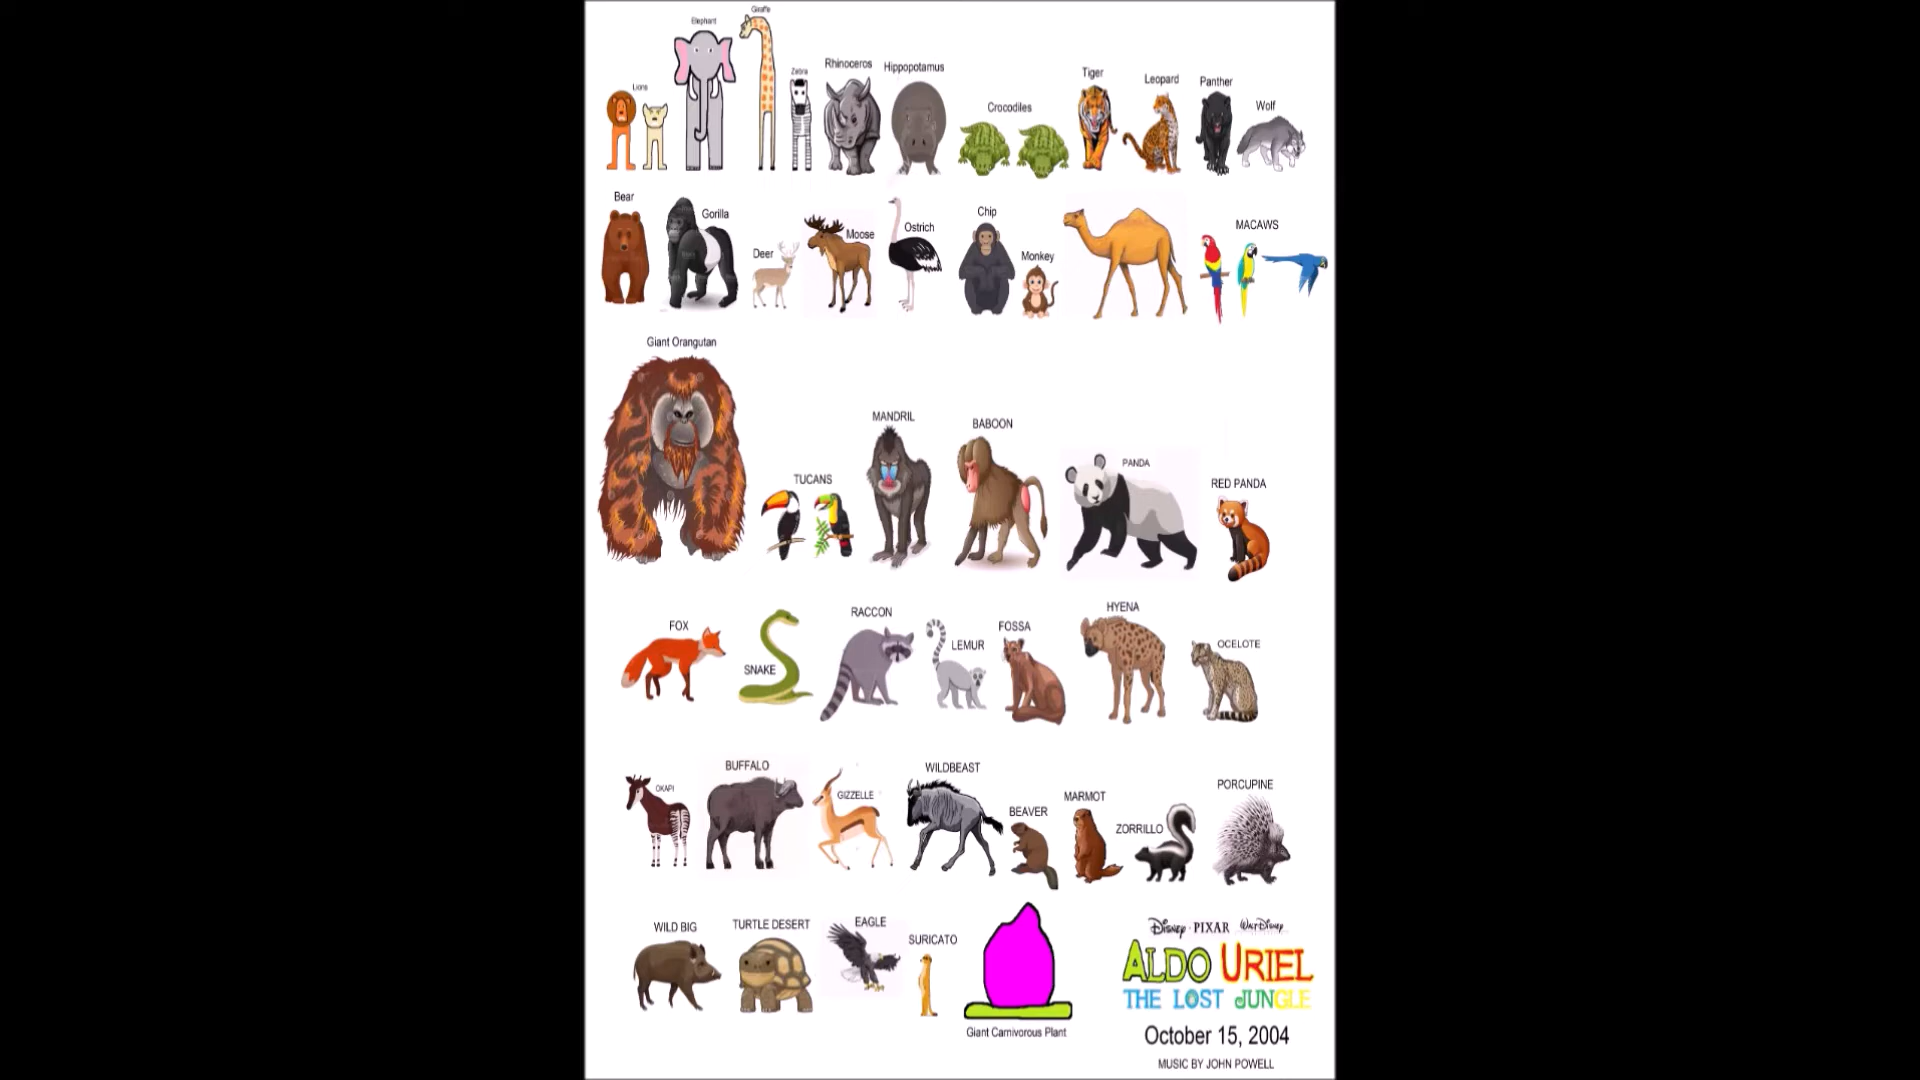 Giraffe
Elephant
Lions
Zebra
Rhinoceros
Hippopotamus
Crocodiles
Tiger
Leopard
Panther
Wolf
Bear
Gorilla
Deer
Moose
Ostrich
Chip
Monkey
MACAWS
Giant Orangutan
TUCANS
MANDRIL
BABOON
PANDA
RED PANDA
FOX
SNAKE
RACCON
LEMUR
FOSSA
HYENA
OCELOTE
OKAPI
BUFFALO
GIZZELLE
WILDBEAST
BEAVER
MARMOT
ZORRILLO
PORCUPINE
WILD BIG
TURTLE DESERT
EAGLE
SURICATO
Giant Carnivorous Plant
Disney · PIXAR WALT DISNEY
ALDO URIEL
THE LOST JUNGLE
October 15, 2004
MUSIC BY JOHN POWELL